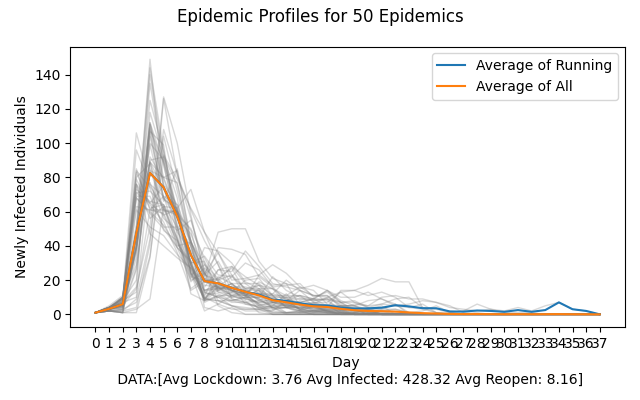 Epidemic Profiles for 50 Epidemics
Newly Infected Individuals
140
120
100
80
60
40
20
0
Average of Running
Average of All
0 1 2 3 4 5 6 7 8 9 10 11 12 13 14 15 16 17 18 19 20 21 22 23 24 25 26 27 28 29 30 31 32 33 34 35 36 37
Day
DATA:[Avg Lockdown: 3.76 Avg Infected: 428.32 Avg Reopen: 8.16]